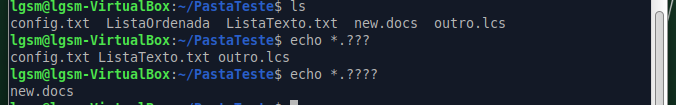 lgsm@lgsm-VirtualBox:~/PastaTeste$ ls
config.txt  ListaOrdenada  ListaTexto.txt  new.docs  outro.lcs
lgsm@lgsm-VirtualBox:~/PastaTeste$ echo *.???
config.txt ListaTexto.txt outro.lcs
lgsm@lgsm-VirtualBox:~/PastaTeste$ echo *.????
new.docs
lgsm@lgsm-VirtualBox:~/PastaTeste$